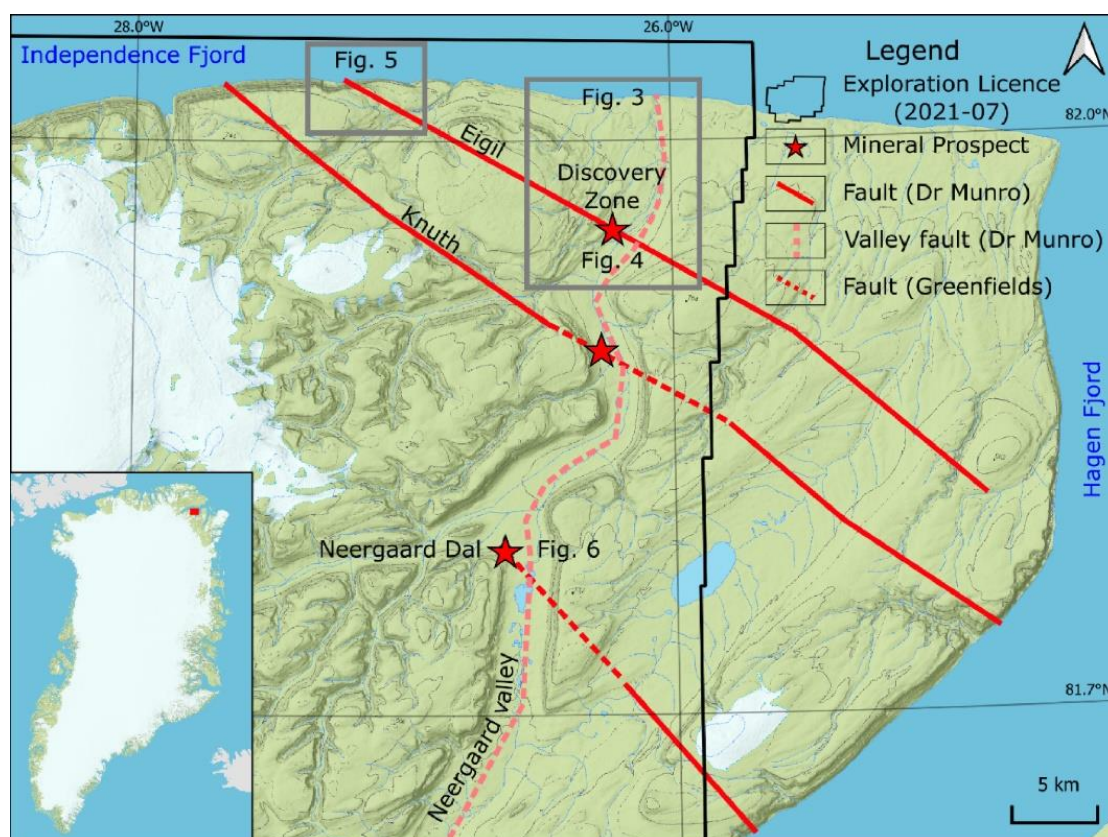 28.0°W
26.0°W
Independence Fjord
Fig. 5
Fig. 3
Legend
Exploration Licence
(2021-07)
Mineral Prospect
Fault (Dr Munro)
Valley fault (Dr Munro)
Fault (Greenfields)
82.0°N
Eigil
Discovery
Zone
Fig. 4
Knuth
Hagen Fjord
Neergaard Dal
Fig. 6
Neergaard valley
81.7°N
5 km